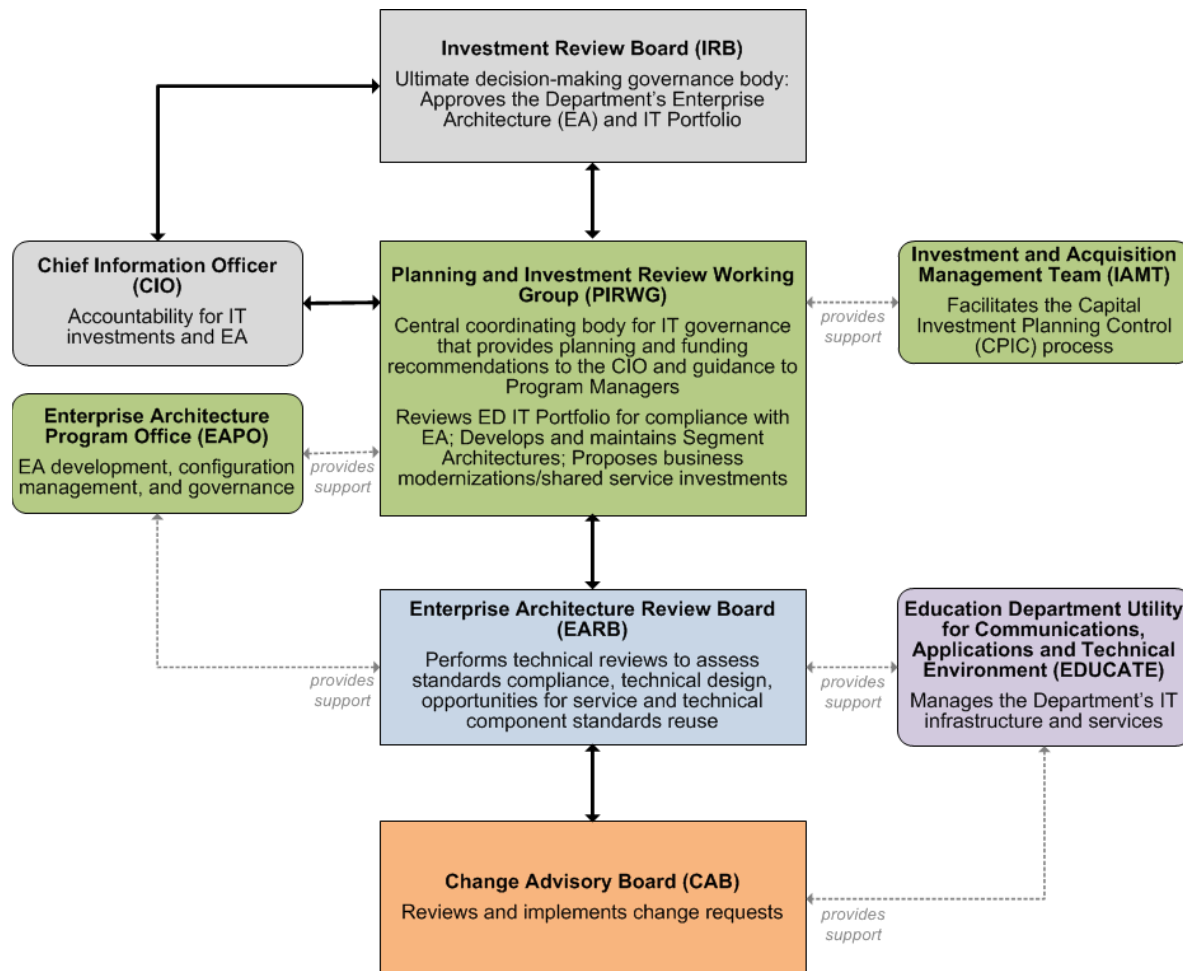 Investment Review Board (IRB)
Ultimate decision-making governance body:
Approves the Department’s Enterprise
Architecture (EA) and IT Portfolio
Chief Information Officer
(CIO)
Accountability for IT
investments and EA
Planning and Investment Review Working
Group (PIRWG)
Central coordinating body for IT governance
that provides planning and funding
recommendations to the CIO and guidance to
Program Managers
Reviews ED IT Portfolio for compliance with
EA; Develops and maintains Segment
Architectures; Proposes business
modernizations/shared service investments
provides
support
Investment and Acquisition
Management Team (IAMT)
Facilitates the Capital
Investment Planning Control
(CPIC) process
Enterprise Architecture
Program Office (EAPO)
EA development, configuration
management, and governance
provides
support
Enterprise Architecture Review Board
(EARB)
Performs technical reviews to assess
standards compliance, technical design,
opportunities for service and technical
component standards reuse
provides
support
provides
support
Education Department Utility
for Communications,
Applications and Technical
Environment (EDUCATE)
Manages the Department’s IT
infrastructure and services
Change Advisory Board (CAB)
Reviews and implements change requests
provides
support